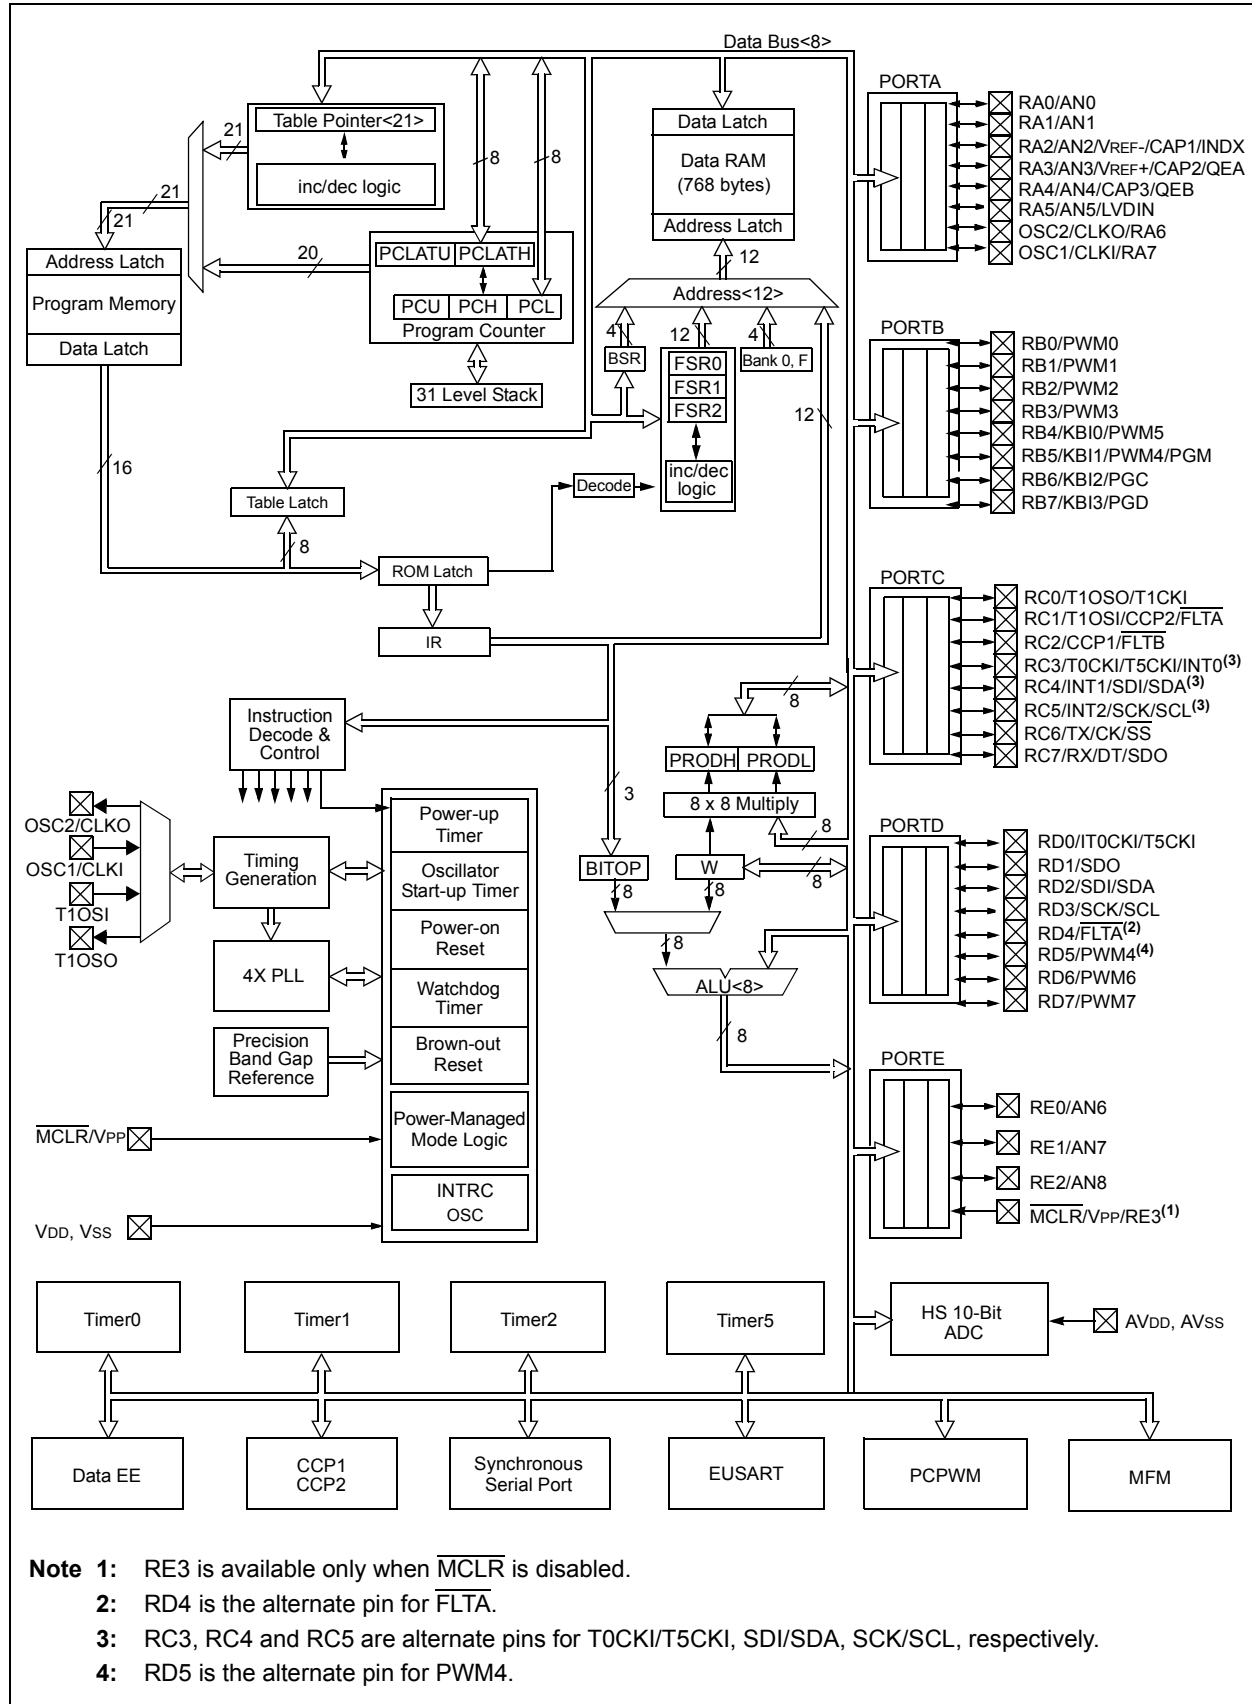 Data Bus<8>
Table Pointer<21>
inc/dec logic
21
21
21
20
8
8
Address Latch
Program Memory
Data Latch
PCLATU PCLATH
PCU PCH PCL
Program Counter
31 Level Stack
Data Latch
Data RAM
(768 bytes)
Address Latch
12
Address<12>
4 12 4
BSR
FSR0
FSR1
FSR2
inc/dec
logic
Bank 0, F
12
16
Table Latch
8
Decode
ROM Latch
IR
Instruction
Decode &
Control
8
PRODH PRODL
8 x 8 Multiply
3
8
BITOP
W
8
8
8
8
ALU<8>
8
OSC2/CLKO
OSC1/CLKI
T1OSI
T1OSO
Timing
Generation
4X PLL
Precision
Band Gap
Reference
Power-up
Timer
Oscillator
Start-up Timer
Power-on
Reset
Watchdog
Timer
Brown-out
Reset
Power-Managed
Mode Logic
INTRC
OSC
MCLR/VPP
VDD, VSS
PORTA
RA0/AN0
RA1/AN1
RA2/AN2/VREF-/CAP1/INDX
RA3/AN3/VREF+/CAP2/QEA
RA4/AN4/CAP3/QEB
RA5/AN5/LVDIN
OSC2/CLKO/RA6
OSC1/CLKI/RA7
PORTB
RB0/PWM0
RB1/PWM1
RB2/PWM2
RB3/PWM3
RB4/KBI0/PWM5
RB5/KBI1/PWM4/PGM
RB6/KBI2/PGC
RB7/KBI3/PGD
PORTC
RC0/T1OSO/T1CKI
RC1/T1OSI/CCP2/FLTA
RC2/CCP1/FLTB
RC3/T0CKI/T5CKI/INT0(3)
RC4/INT1/SDI/SDA(3)
RC5/INT2/SCK/SCL(3)
RC6/TX/CK/SS
RC7/RX/DT/SDO
PORTD
RD0/IT0CKI/T5CKI
RD1/SDO
RD2/SDI/SDA
RD3/SCK/SCL
RD4/FLTA(2)
RD5/PWM4(4)
RD6/PWM6
RD7/PWM7
PORTE
RE0/AN6
RE1/AN7
RE2/AN8
MCLR/VPP/RE3(1)
Timer0
Timer1
Timer2
Timer5
HS 10-Bit
ADC
AVDD, AVSS
Data EE
CCP1
CCP2
Synchronous
Serial Port
EUSART
PCPWM
MFM
Note 1: RE3 is available only when MCLR is disabled.
2: RD4 is the alternate pin for FLTA.
3: RC3, RC4 and RC5 are alternate pins for T0CKI/T5CKI, SDI/SDA, SCK/SCL, respectively.
4: RD5 is the alternate pin for PWM4.